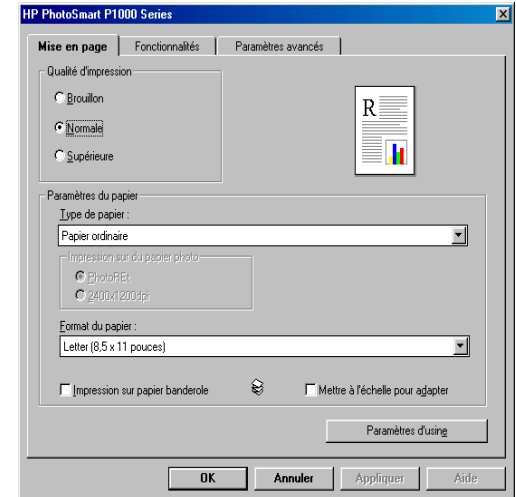 HP PhotoSmart P1000 Series
Mise en page Fonctionnalités Paramètres avancés
Qualité d'impression
Brouillon
Normale
Supérieure
R
Paramètres du papier
Type de papier :
Papier ordinaire
Impression sur du papier photo
PhotoREt
2400x1200dpi
Format du papier :
Letter (8,5 x 11 pouces)
Impression sur papier banderole Mettre à l'échelle pour adapter
Paramètres d'usine
OK Annuler Appliquer Aide